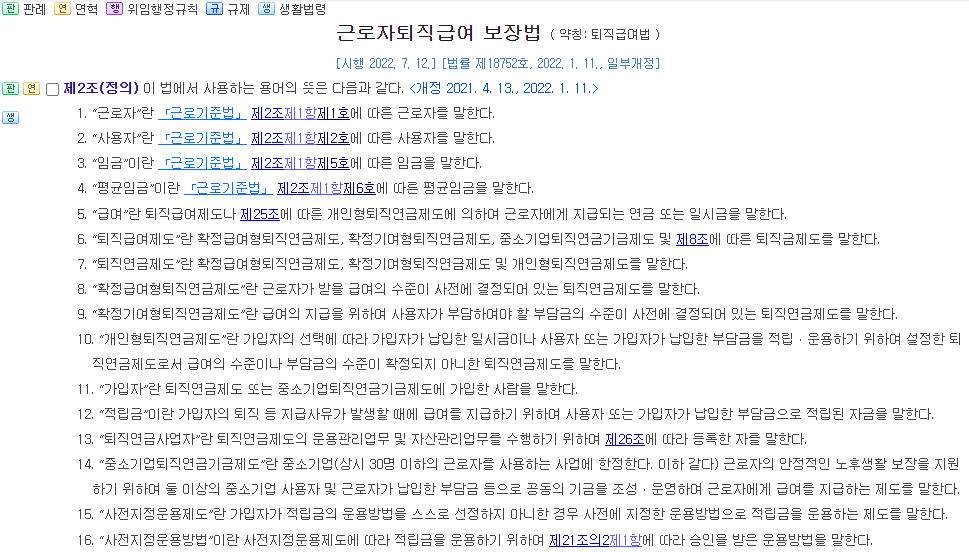 판 판례 연 연혁 행 위임행정규칙 규 규제 생 생활법령
근로자퇴직급여 보장법 ( 약칭: 퇴직급여법 )
[시행 2022. 7. 12.] [법률 제18752호, 2022. 1. 11., 일부개정]
판 연 제2조(정의) 이 법에서 사용하는 용어의 뜻은 다음과 같다. <개정 2021. 4. 13., 2022. 1. 11.>
생 1. “근로자”란 「근로기준법」 제2조제1항제1호에 따른 근로자를 말한다.
2. “사용자”란 「근로기준법」 제2조제1항제2호에 따른 사용자를 말한다.
3. “임금”이란 「근로기준법」 제2조제1항제5호에 따른 임금을 말한다.
4. “평균임금”이란 「근로기준법」 제2조제1항제6호에 따른 평균임금을 말한다.
5. “급여”란 퇴직급여제도나 제25조에 따른 개인형퇴직연금제도에 의하여 근로자에게 지급되는 연금 또는 일시금을 말한다.
6. “퇴직급여제도”란 확정급여형퇴직연금제도, 확정기여형퇴직연금제도, 중소기업퇴직연금기금제도 및 제8조에 따른 퇴직금제도를 말한다.
7. “퇴직연금제도”란 확정급여형퇴직연금제도, 확정기여형퇴직연금제도 및 개인형퇴직연금제도를 말한다.
8. “확정급여형퇴직연금제도”란 근로자가 받을 급여의 수준이 사전에 결정되어 있는 퇴직연금제도를 말한다.
9. “확정기여형퇴직연금제도”란 급여의 지급을 위하여 사용자가 부담하여야 할 부담금의 수준이 사전에 결정되어 있는 퇴직연금제도를 말한다.
10. “개인형퇴직연금제도”란 가입자의 선택에 따라 가입자가 납입한 일시금이나 사용자 또는 가입자가 납입한 부담금을 적립ㆍ운용하기 위하여 설정한 퇴
직연금제도로서 급여의 수준이나 부담금의 수준이 확정되지 아니한 퇴직연금제도를 말한다.
11. “가입자”란 퇴직연금제도 또는 중소기업퇴직연금기금제도에 가입한 사람을 말한다.
12. “적립금”이란 가입자의 퇴직 등 지급사유가 발생할 때에 급여를 지급하기 위하여 사용자 또는 가입자가 납입한 부담금으로 적립된 자금을 말한다.
13. “퇴직연금사업자”란 퇴직연금제도의 운용관리업무 및 자산관리업무를 수행하기 위하여 제26조에 따라 등록한 자를 말한다.
14. “중소기업퇴직연금기금제도”란 중소기업(상시 30명 이하의 근로자를 사용하는 사업에 한정한다. 이하 같다) 근로자의 안정적인 노후생활 보장을 지원
하기 위하여 둘 이상의 중소기업 사용자 및 근로자가 납입한 부담금 등으로 공동의 기금을 조성ㆍ운영하여 근로자에게 급여를 지급하는 제도를 말한다.
15. “사전지정운용제도”란 가입자가 적립금의 운용방법을 스스로 선정하지 아니한 경우 사전에 지정한 운용방법으로 적립금을 운용하는 제도를 말한다.
16. “사전지정운용방법”이란 사전지정운용제도에 따라 적립금을 운용하기 위하여 제21조의2제1항에 따라 승인을 받은 운용방법을 말한다.